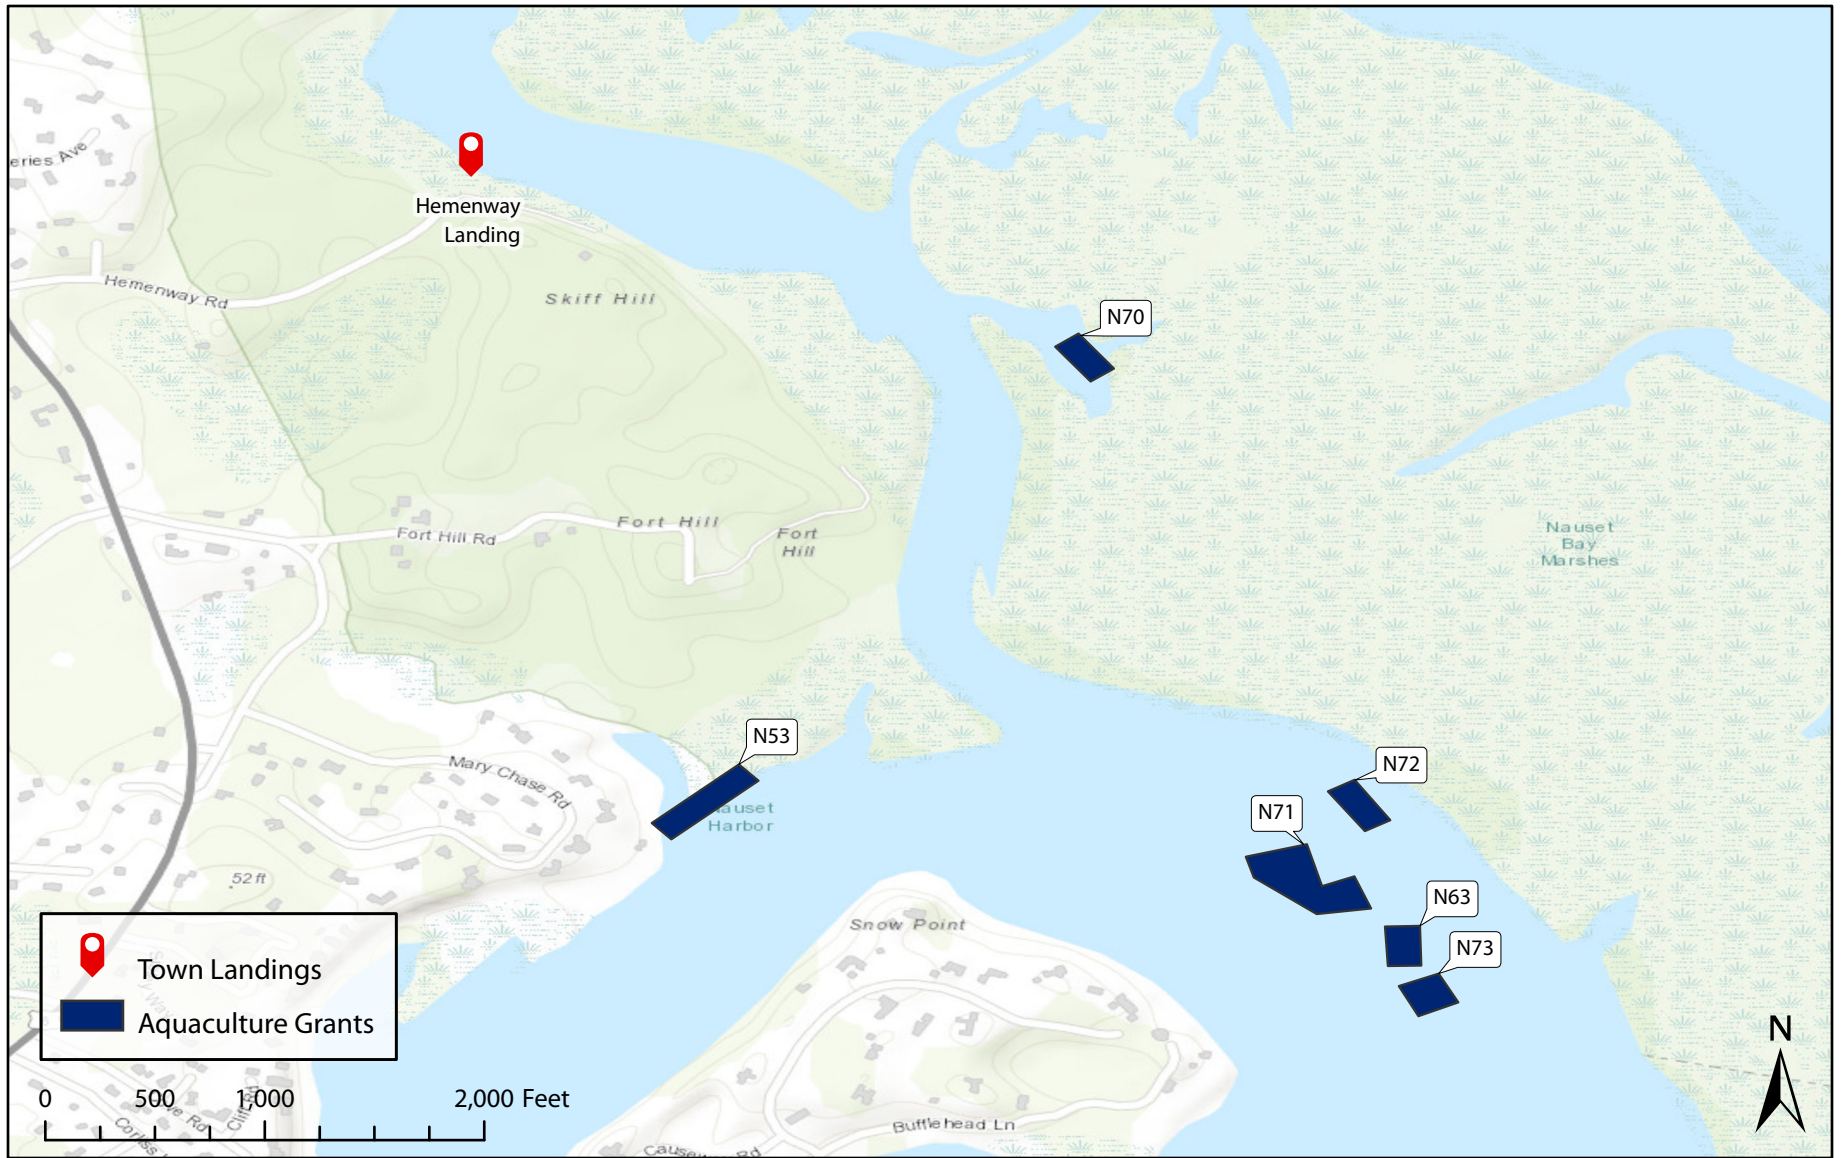 eries Ave
Hemenway
Landing
Hemenway Rd
Skiff Hill
N70
Fort Hill Rd
Fort Hill
Fort
Hill
Nauset
Bay
Marshes
N53
auset
Harbor
Mary Chase Rd
N72
N71
52 ft
N63
N73
Snow Point
Town Landings
Aquaculture Grants
N
0 500 1,000 2,000 Feet
Bufflehead Ln